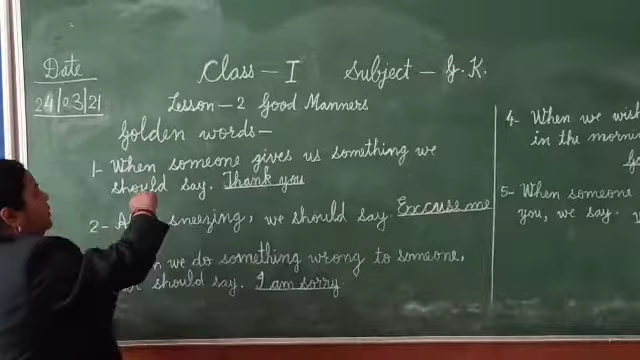 Date
24/03/21
Class - I Subject - G.K.
Lesson - 2 Good Manners
Golden words -
1- When someone gives us something we
should say. Thank you
2- sneezing, we should say. Excuse me
we do something wrong to someone,
should say. I am sorry
4. When we wish
in the morni
5- When someone
you, we say.